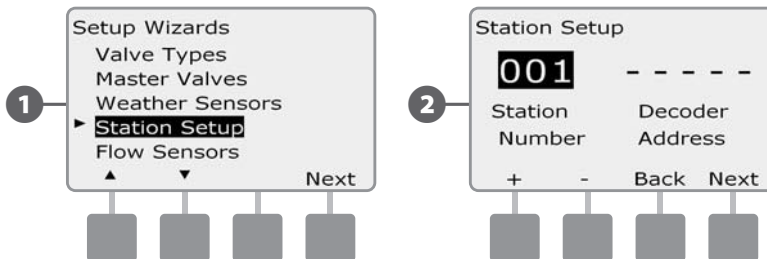 1
Setup Wizards
Valve Types
Master Valves
Weather Sensors
► Station Setup
Flow Sensors
▲ ▼ Next
2
Station Setup
001 - - - - -
Station Decoder
Number Address
+ - Back Next